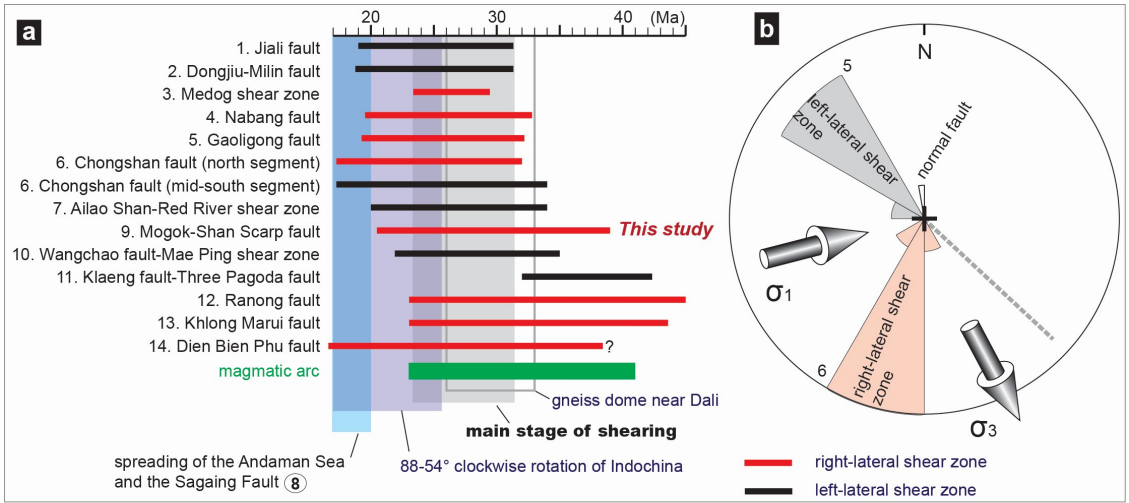 a
20 30 40 (Ma)
1. Jiali fault
2. Dongjiu-Milin fault
3. Medog shear zone
4. Nabang fault
5. Gaoligong fault
6. Chongshan fault (north segment)
6. Chongshan fault (mid-south segment)
7. Ailao Shan-Red River shear zone
9. Mogok-Shan Scarp fault
This study
10. Wangchao fault-Mae Ping shear zone
11. Klaeng fault-Three Pagoda fault
12. Ranong fault
13. Khlong Marui fault
14. Dien Bien Phu fault
?
magmatic arc
gneiss dome near Dali
main stage of shearing
88-54° clockwise rotation of Indochina
spreading of the Andaman Sea
and the Sagaing Fault 8
b
N
5
left-lateral shear
zone
normal fault
σ1
right-lateral shear
zone
6
σ3
right-lateral shear zone
left-lateral shear zone